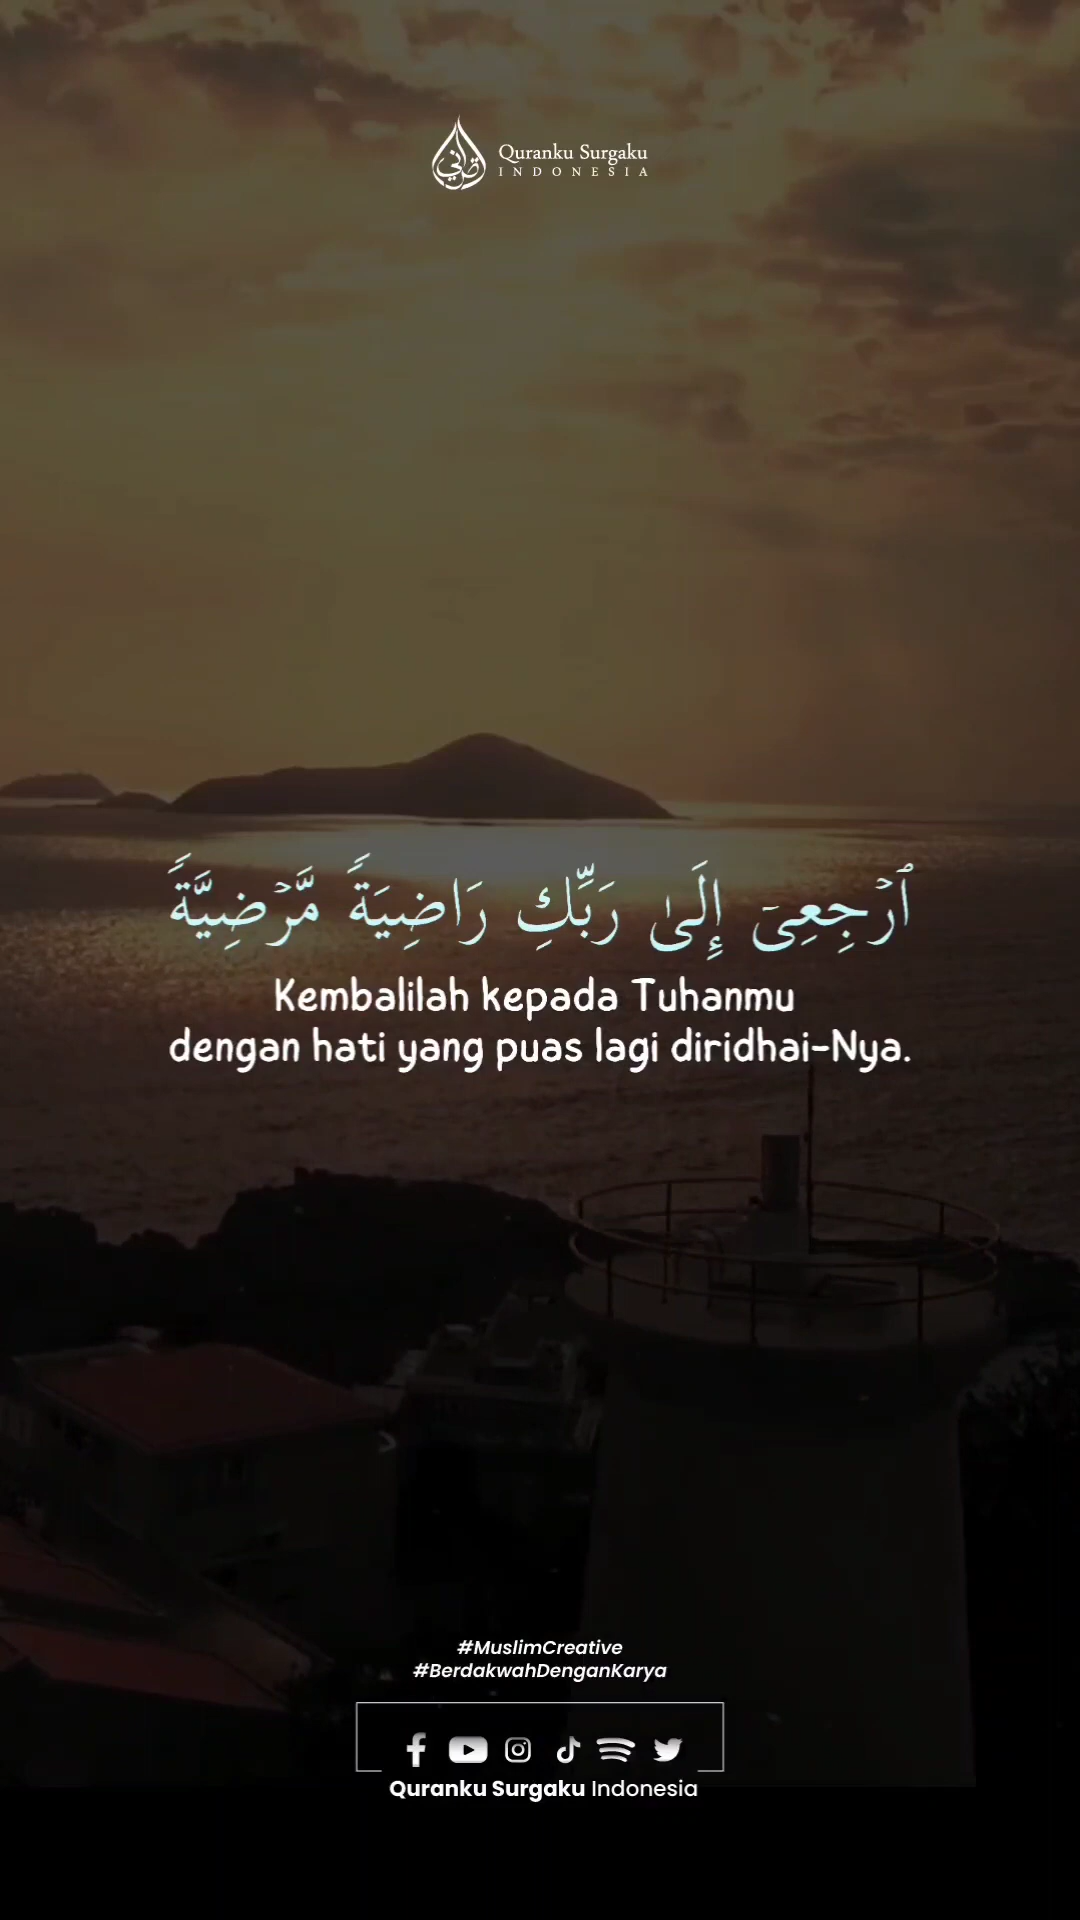 Quranku Surgaku
INDONESIA
ٱرۡجِعِیۤ إِلَىٰ رَبِّكِ رَاضِیَةࣰ مَّرۡضِیَّةࣰ
Kembalilah kepada Tuhanmu
dengan hati yang puas lagi diridhai-Nya.
#MuslimCreative
#BerdakwahDenganKarya
Quranku Surgaku Indonesia